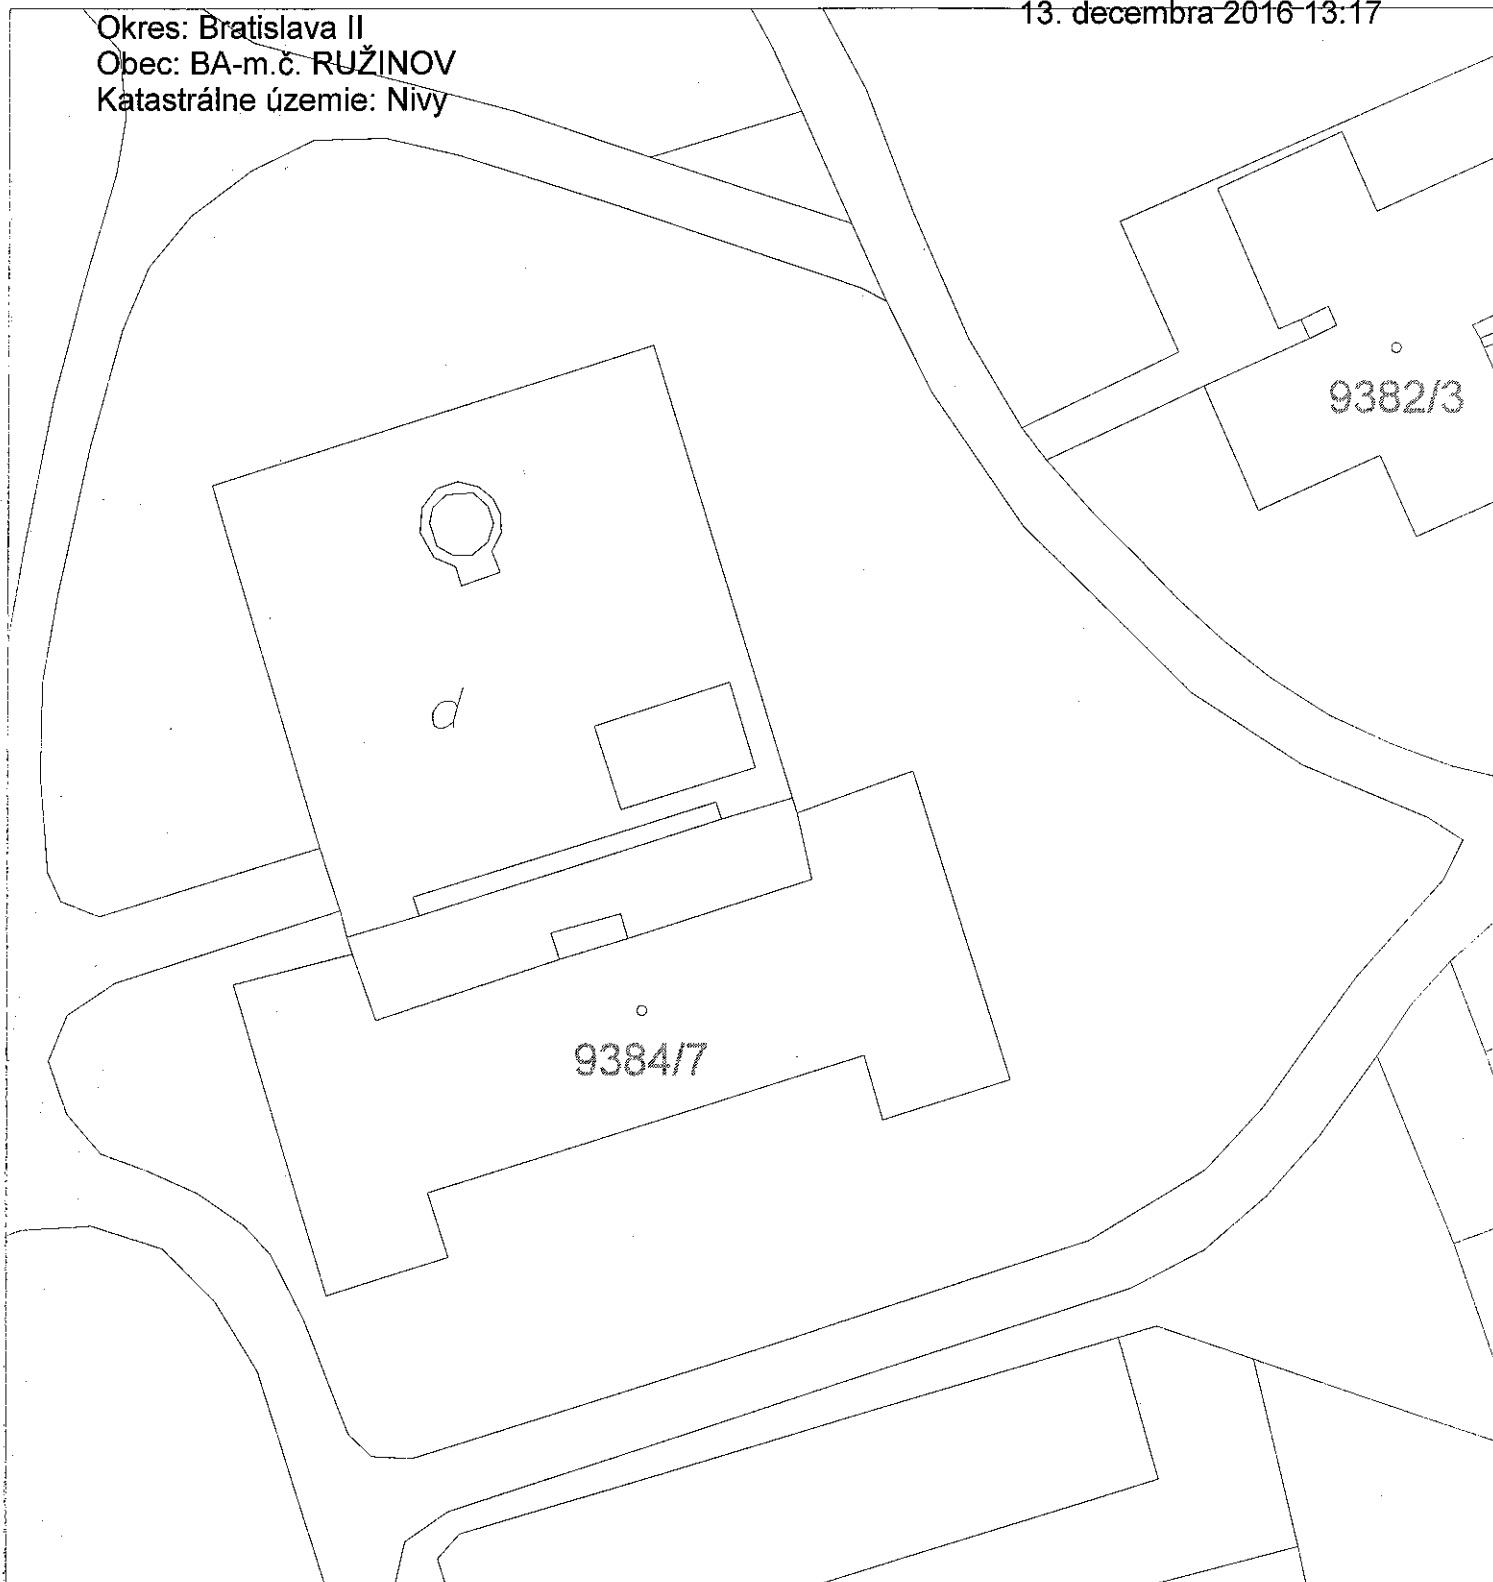 Okres: Bratislava II
13. decembra 2016 13:17
Obec: BA-m.č. RUŽINOV
Katastrálne územie: Nivy
9382/3
9384/7